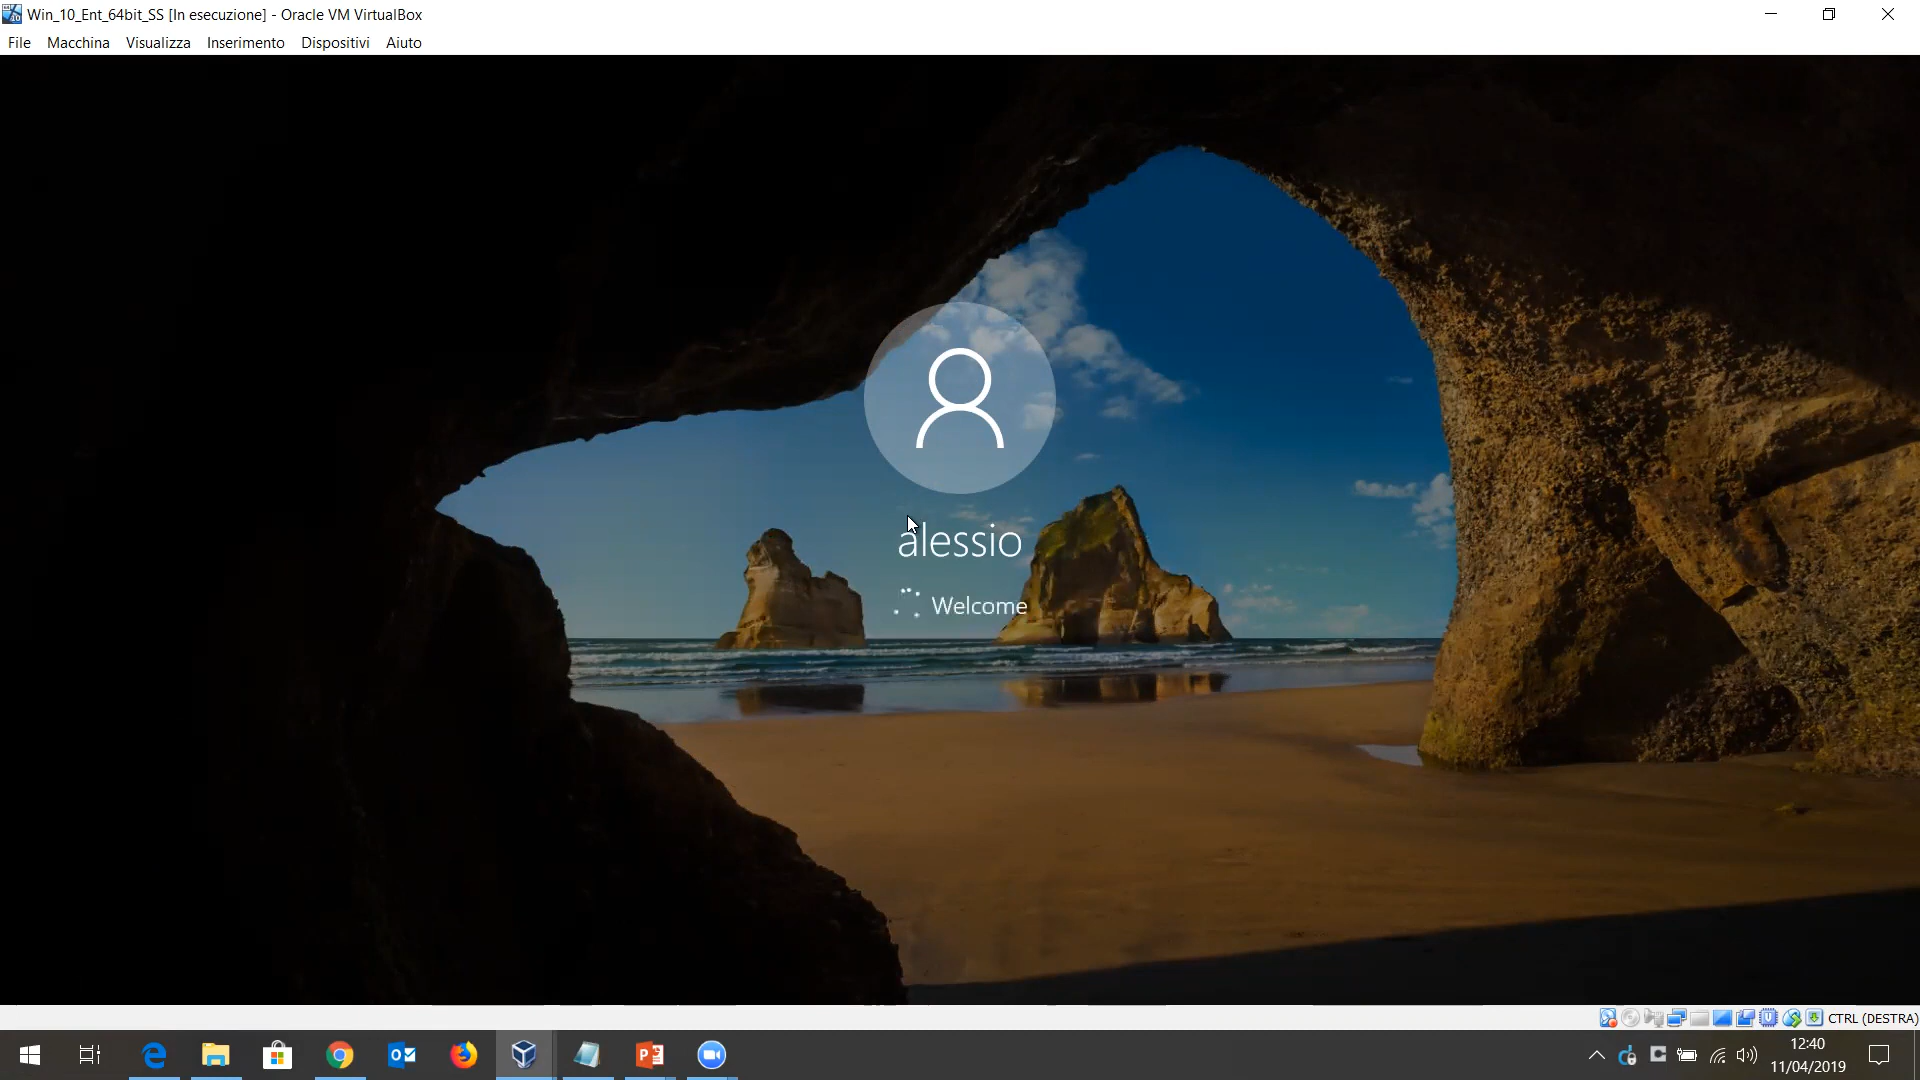 Win_10_Ent_64bit_SS [In esecuzione] - Oracle VM VirtualBox
File Macchina Visualizza Inserimento Dispositivi Aiuto
alessio
Welcome
CTRL (DESTRA)
12:40
11/04/2019